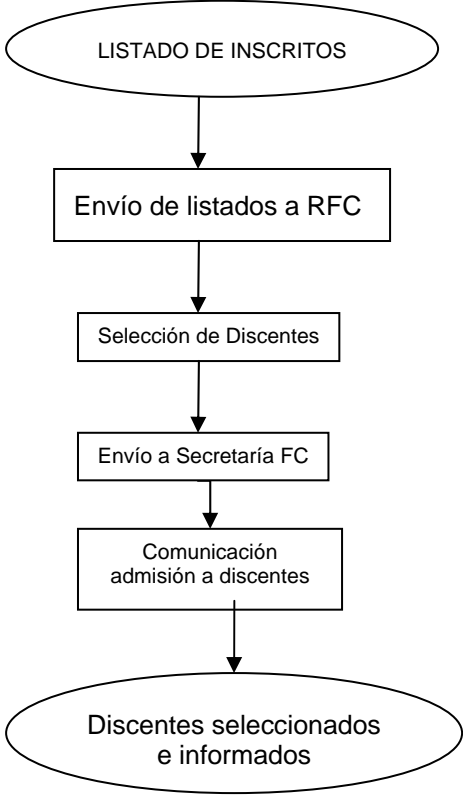 LISTADO DE INSCRITOS
Envío de listados a RFC
Selección de Discentes
Envío a Secretaría FC
Comunicación
admisión a discentes
Discentes seleccionados
e informados